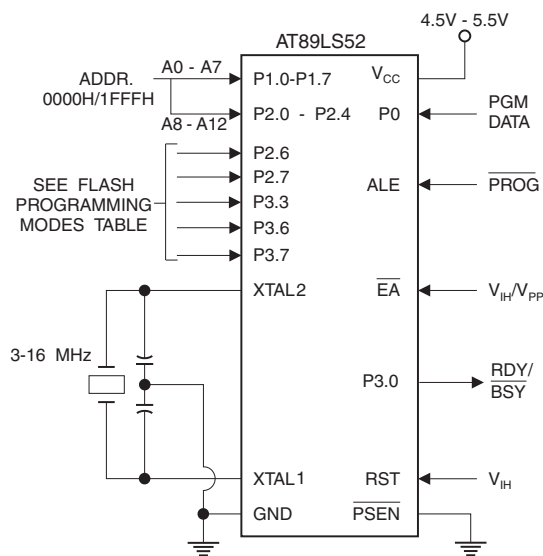 4.5V - 5.5V
AT89LS52
ADDR.
0000H/1FFFH
A0 - A7
A8 - A12
P1.0-P1.7
P2.0 - P2.4
P2.6
P2.7
P3.3
P3.6
P3.7
SEE FLASH
PROGRAMMING
MODES TABLE
XTAL2
3-16 MHz
XTAL1
GND
VCC
P0
PGM
DATA
ALE
PROG
EA
VIH/VPP
P3.0
RDY/
BSY
RST
VIH
PSEN